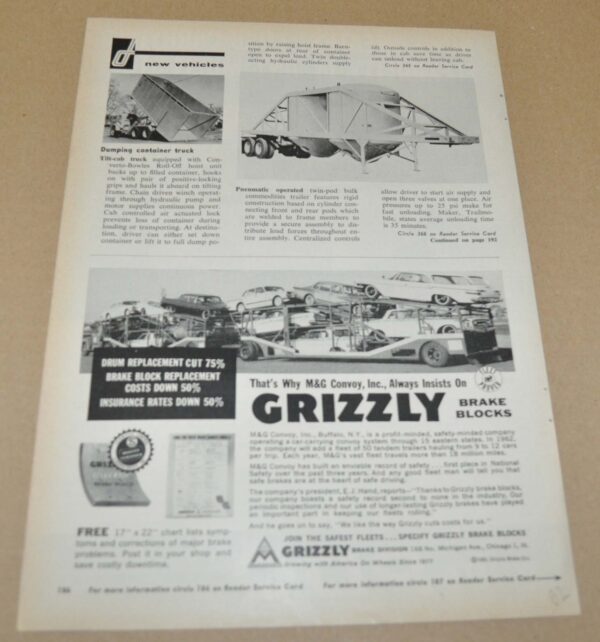 new vehicles
Dumping container truck
Tilt-cab truck equipped with Con-
verto-Bowles Roll-Off hoist unit
backs up to filled container, hooks
on with pair of positive-locking
grips and hauls it aboard on tilting
frame. Chain driven winch operat-
ing through hydraulic pump and
motor supplies continuous power.
Cab controlled air actuated lock
prevents loss of container during
loading or transporting. At destina-
tion, driver can either set down
container or lift it to full dump po-
sition by raising hoist frame. Barn-
type doors at rear of container
open to expel load. Twin double-
acting hydraulic cylinders supply
tilt. Outside controls in addition to
those in cab save time as driver
can unload without leaving cab.
Circle 365 on Reader Service Card
Pneumatic operated twin-pod bulk
commodities trailer features rigid
construction based on cylinder con-
necting front and rear pods which
are welded to frame members to
provide a secure assembly to dis-
tribute load forces throughout en-
tire assembly. Centralized controls
allow driver to start air supply and
open three valves at one place. Air
pressures up to 25 psi make for
fast unloading. Maker, Trailmo-
bile, states average unloading time
is 35 minutes.
Circle 366 on Reader Service Card
Continued on page 192
DRUM REPLACEMENT CUT 75%
BRAKE BLOCK REPLACEMENT
COSTS DOWN 50%
INSURANCE RATES DOWN 50%
That's Why M&G Convoy, Inc., Always Insists On
GRIZZLY BRAKE
BLOCKS
M&G Convoy, Inc., Buffalo, N.Y., is a profit-minded, safety-minded company
operating a car-carrying convoy system through 15 eastern states. In 1962,
the company will add a fleet of 50 tandem trailers hauling from 9 to 12 cars
per trip. Each year, M&G's vast fleet travels more than 18 million miles.
M&G Convoy has built an enviable record of safety . . . first place in National
Safety over the past three years. And any good fleet man will tell you that
safe brakes are at the heart of safe driving.
The company's president, E. J. Hand, reports—"Thanks to Grizzly brake blocks,
our company boasts a safety record second to none in the industry. Our
periodic inspections and our use of longer-lasting Grizzly brakes have played
an important part in keeping our fleets rolling."
And he goes on to say, "We like the way Grizzly cuts costs for us."
FREE 17" x 22" chart lists symp-
toms and corrections of major brake
problems. Post it in your shop and
save costly downtime.
JOIN THE SAFEST FLEETS . . . SPECIFY GRIZZLY BRAKE BLOCKS
GRIZZLY BRAKE DIVISION 168 No. Michigan Ave., Chicago 1, Ill.
Growing with America On Wheels Since 1877
186 For more information circle 186 on Reader Service Card
For more information circle 187 on Reader Service Card